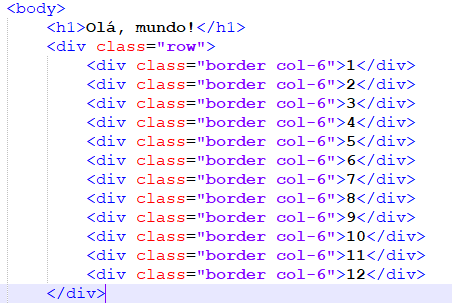 <body>
<h1>Olá, mundo!</h1>
<div class="row">
<div class="border col-6">1</div>
<div class="border col-6">2</div>
<div class="border col-6">3</div>
<div class="border col-6">4</div>
<div class="border col-6">5</div>
<div class="border col-6">6</div>
<div class="border col-6">7</div>
<div class="border col-6">8</div>
<div class="border col-6">9</div>
<div class="border col-6">10</div>
<div class="border col-6">11</div>
<div class="border col-6">12</div>
</div>